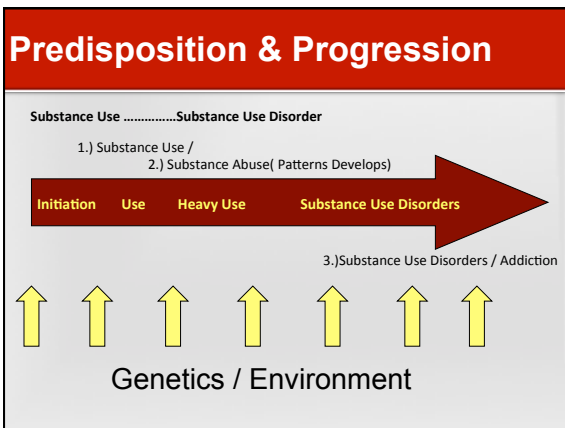 Predisposition & Progression
Substance Use ……………Substance Use Disorder
1.) Substance Use /
2.) Substance Abuse( Patterns Develops)
Initiation Use Heavy Use Substance Use Disorders
3.)Substance Use Disorders / Addiction
Genetics / Environment